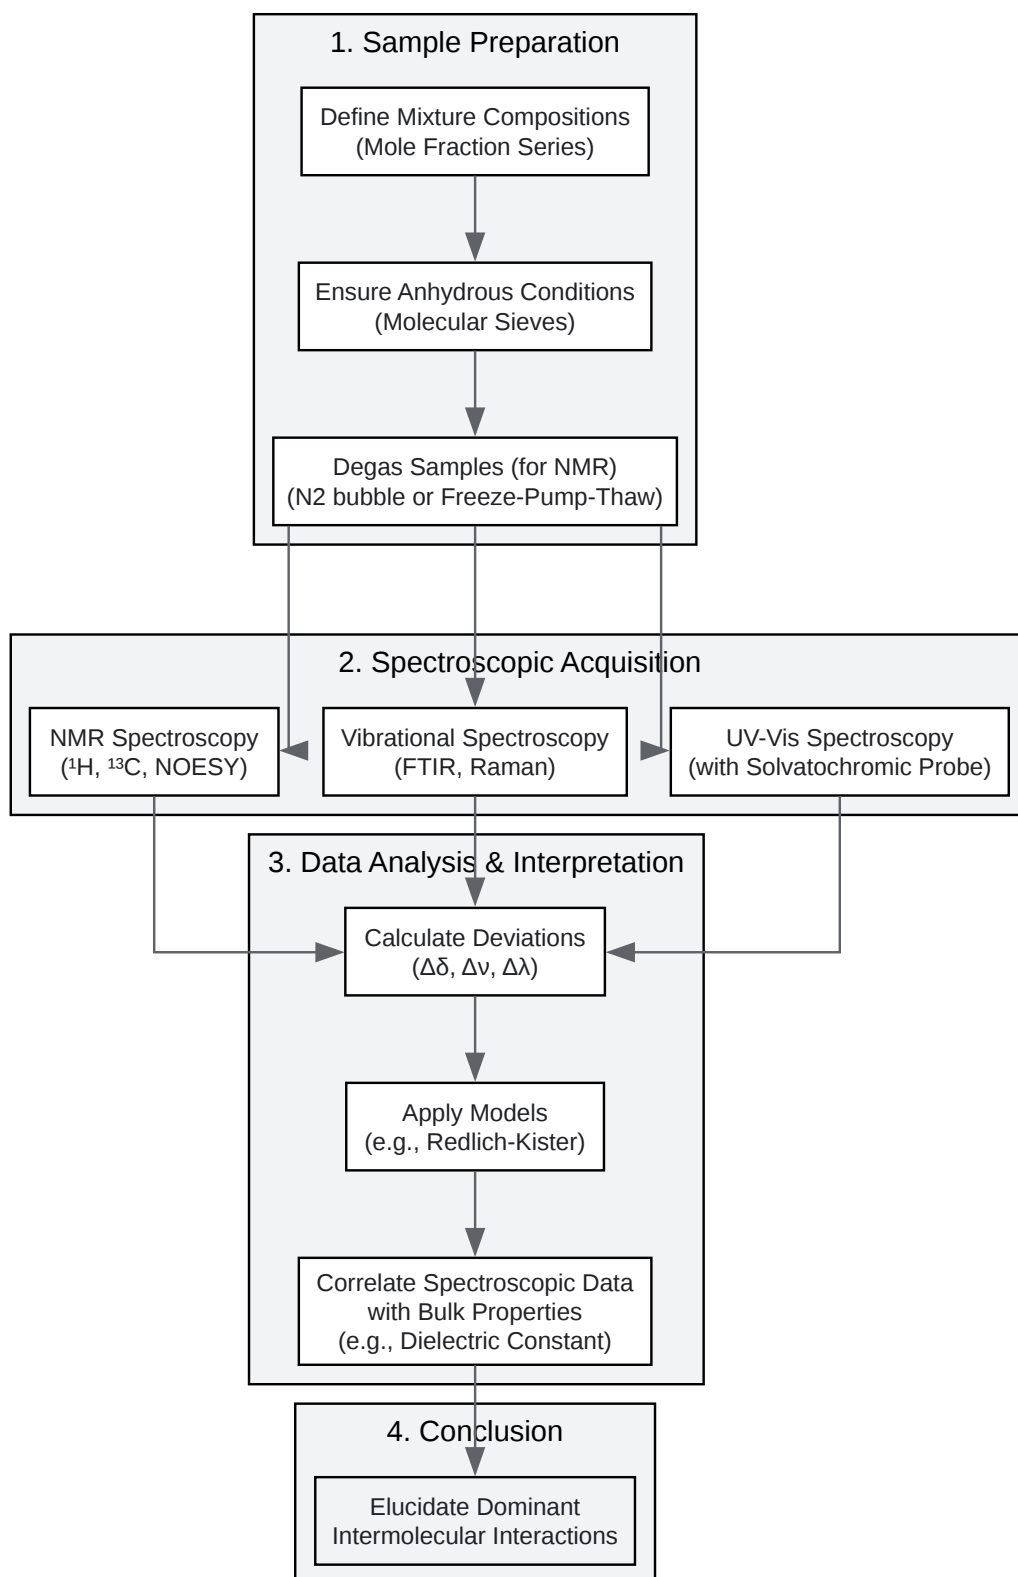 1. Sample Preparation
Define Mixture Compositions
(Mole Fraction Series)
Ensure Anhydrous Conditions
(Molecular Sieves)
Degas Samples (for NMR)
(N2 bubble or Freeze-Pump-Thaw)
2. Spectroscopic Acquisition
NMR Spectroscopy
(¹H, ¹³C, NOESY)
Vibrational Spectroscopy
(FTIR, Raman)
UV-Vis Spectroscopy
(with Solvatochromic Probe)
3. Data Analysis & Interpretation
Calculate Deviations
(Δδ, Δν, Δλ)
Apply Models
(e.g., Redlich-Kister)
Correlate Spectroscopic Data
with Bulk Properties
(e.g., Dielectric Constant)
4. Conclusion
Elucidate Dominant
Intermolecular Interactions